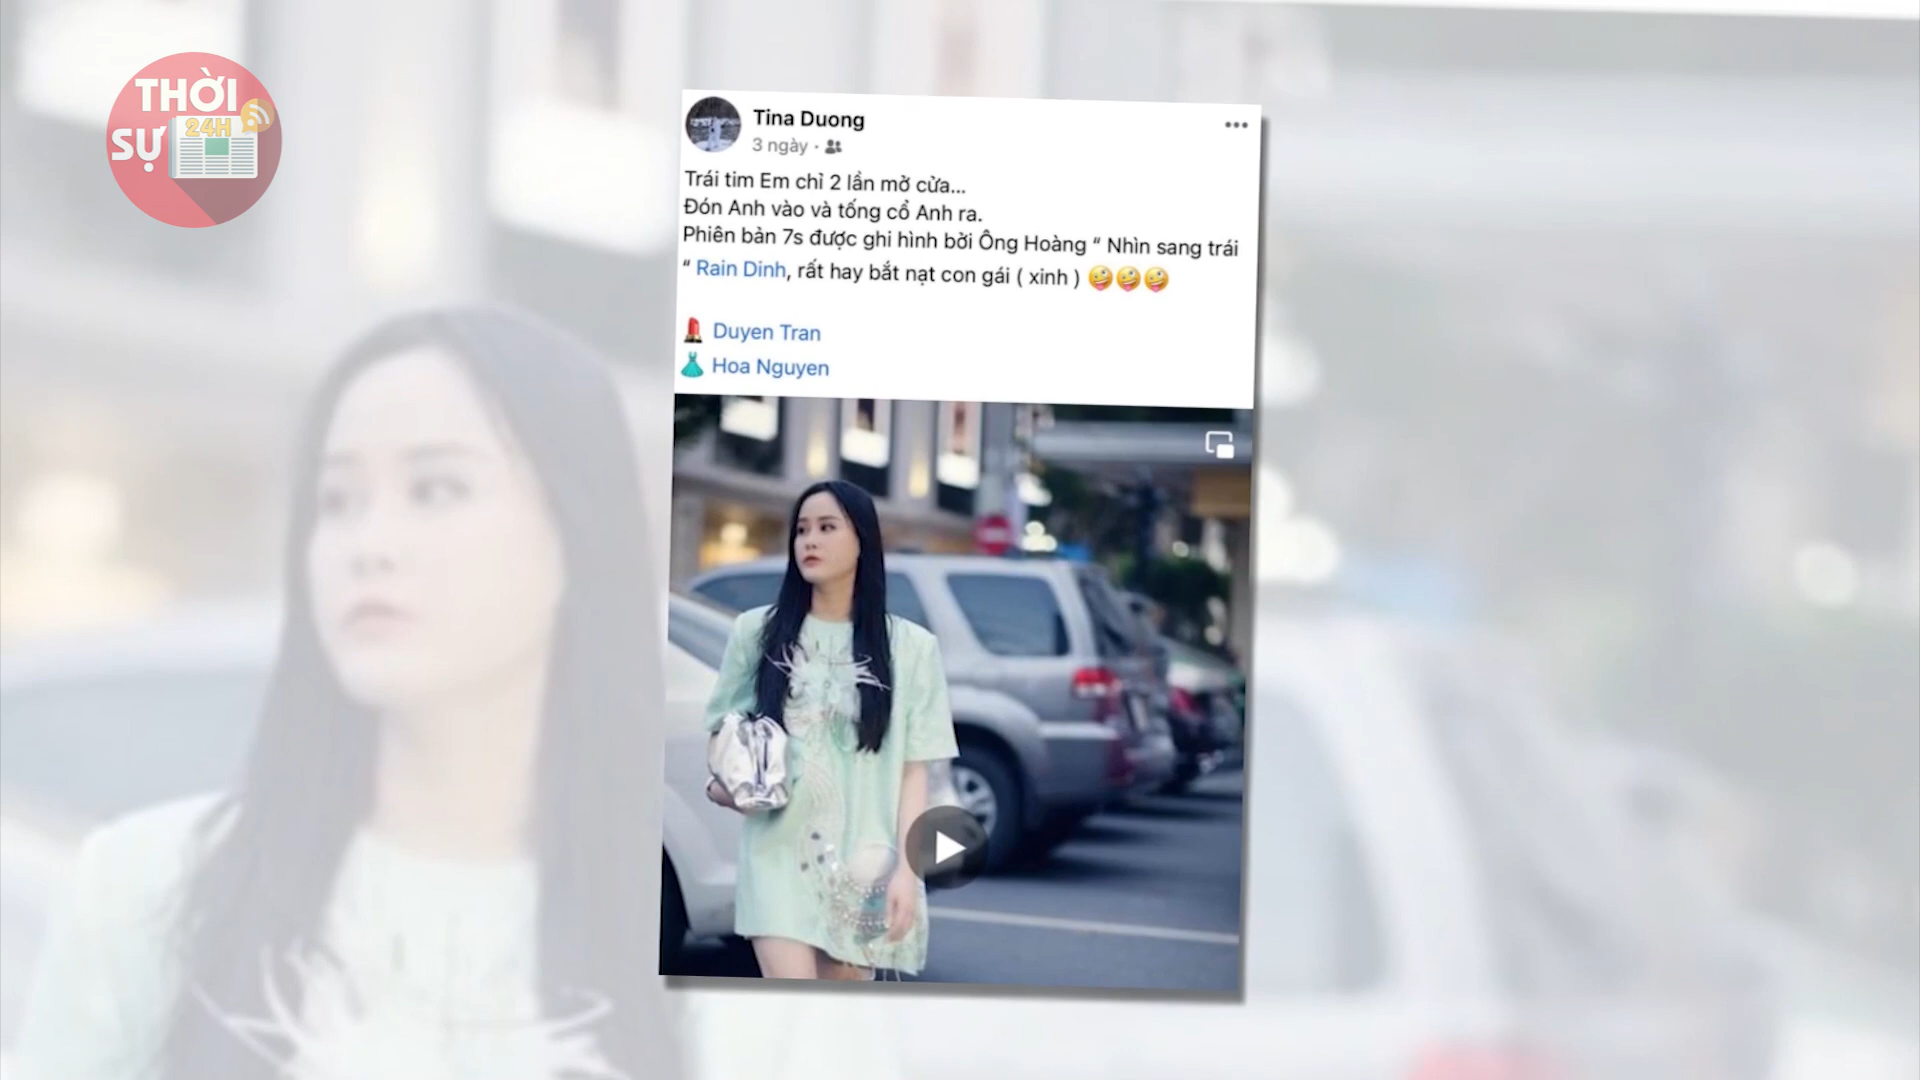 THỜI
SỰ
24H
Tina Duong
3 ngày ·
Trái tim Em chỉ 2 lần mở cửa...
Đón Anh vào và tống cổ Anh ra.
Phiên bản 7s được ghi hình bởi Ông Hoàng “ Nhìn sang trái
“ Rain Dinh, rất hay bắt nạt con gái ( xinh ) 🤪🤪🤪
💄 Duyen Tran
👗 Hoa Nguyen